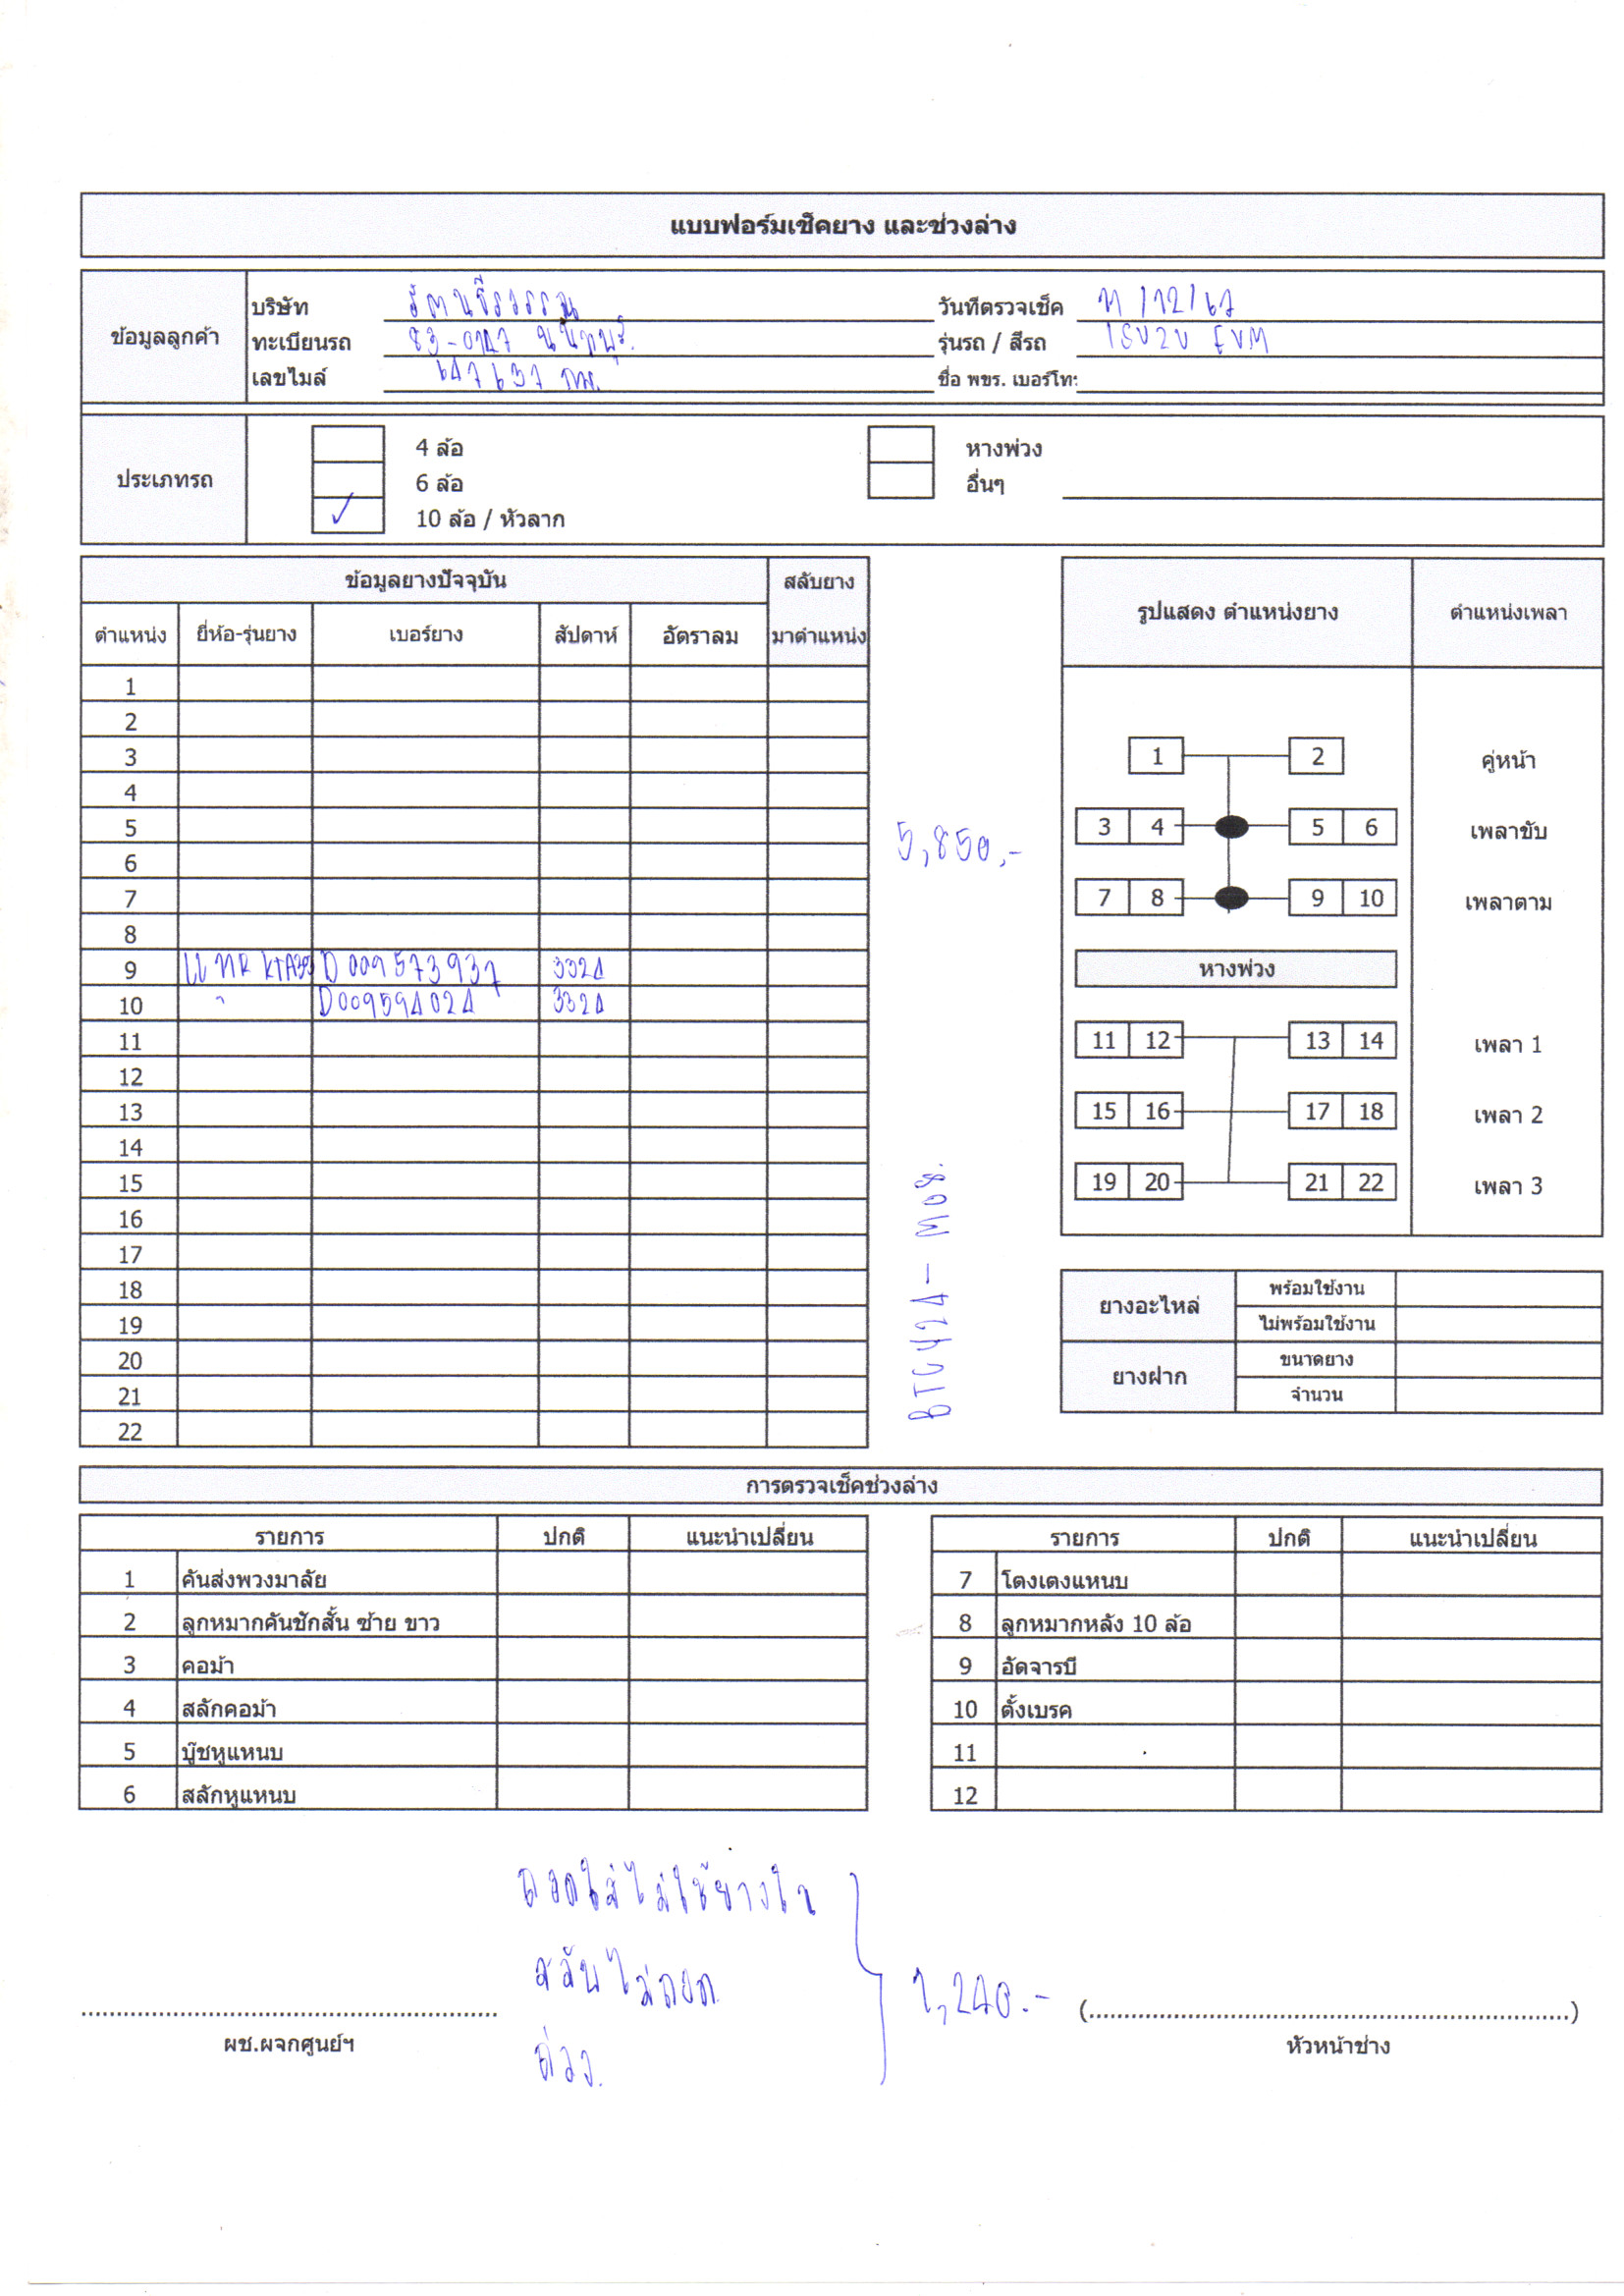 แบบฟอร์มเช็คยาง และช่วงล่าง
ข้อมูลลูกค้า
บริษัท รัตนชีรวรรณ วันที่ตรวจเช็ค 11/12/67
ทะเบียนรถ 83-0147 นนทบุรี. รุ่นรถ / สีรถ ISUZU
เลขไมล์ 647637 กม. ชื่อ พขร. เบอร์โทร
ประเภทรถ
4 ล้อ หางพ่วง
6 ล้อ อื่นๆ
✓ 10 ล้อ / หัวลาก
ข้อมูลยางปัจจุบัน สลับยาง
ตำแหน่ง ยี่ห้อ-รุ่นยาง เบอร์ยาง สัปดาห์ อัตราลม มาตำแหน่ง
1
2
3
4
5
6
7
8
9 D009573937 3324
10 " D009594024 3324
11
12
13
14
15
16
17
18
19
20
21
22
5,850.-
รูปแสดง ตำแหน่งยาง ตำแหน่งเพลา
1 2 คู่หน้า
3 4 5 6 เพลาขับ
7 8 9 10 เพลาตาม
หางพ่วง
11 12 13 14 เพลา 1
15 16 17 18 เพลา 2
19 20 21 22 เพลา 3
ยางอะไหล่ พร้อมใช้งาน
ไม่พร้อมใช้งาน
ยางฝาก ขนาดยาง
จำนวน
การตรวจเช็คช่วงล่าง
รายการ ปกติ แนะนำเปลี่ยน
1 คันส่งพวงมาลัย
2 ลูกหมากคันชักสั้น ซ้าย ขาว
3 คอม้า
4 สลักคอม้า
5 บู๊ชหูแหนบ
6 สลักหูแหนบ
รายการ ปกติ แนะนำเปลี่ยน
7 โตงเตงแหนบ
8 ลูกหมากหลัง 10 ล้อ
9 อัดจารบี
10 ตั้งเบรค
11
12
ถอดใส่ไม่ใช้ยางใน
สลับไม่ถอด
ถ่วง.
1,240.-
ผช.ผจกศูนย์ฯ
(..........)
หัวหน้าช่าง